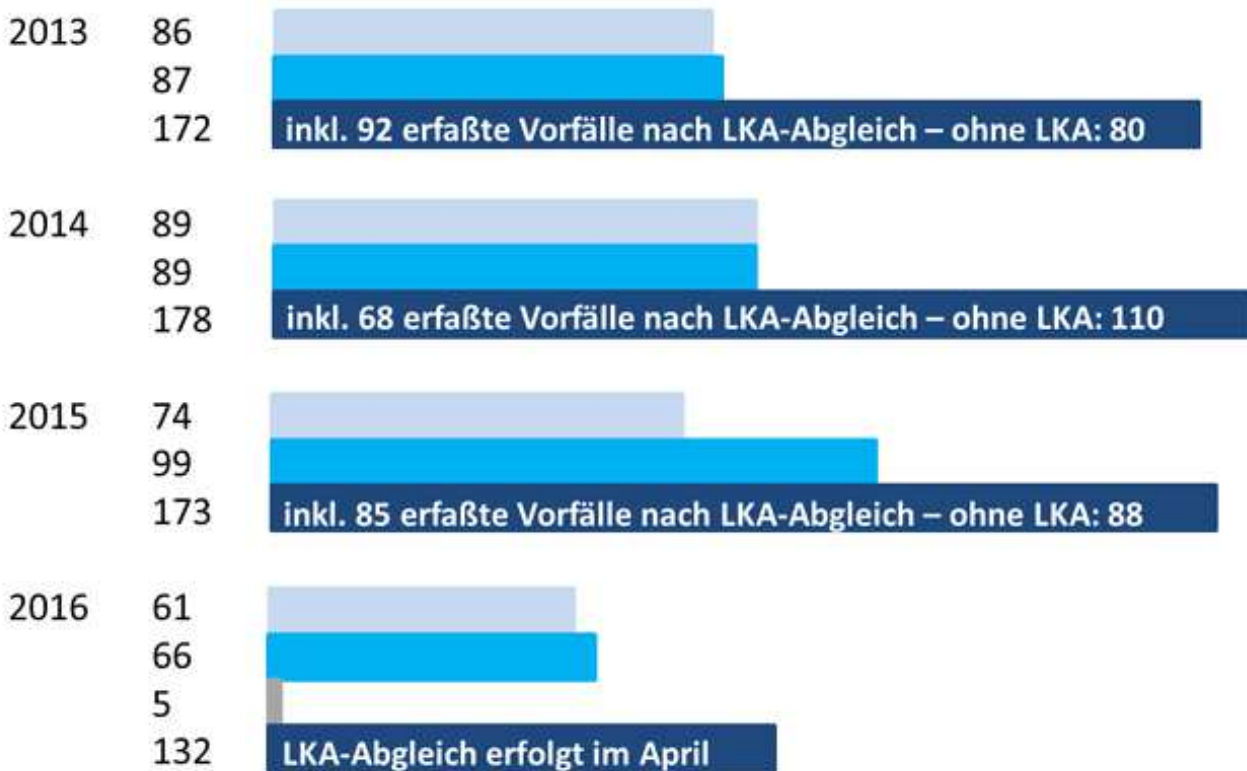 2013 86
87
172 inkl. 92 erfaßte Vorfälle nach LKA-Abgleich – ohne LKA: 80
2014 89
89
178 inkl. 68 erfaßte Vorfälle nach LKA-Abgleich – ohne LKA: 110
2015 74
99
173 inkl. 85 erfaßte Vorfälle nach LKA-Abgleich – ohne LKA: 88
2016 61
66
5
132 LKA-Abgleich erfolgt im April